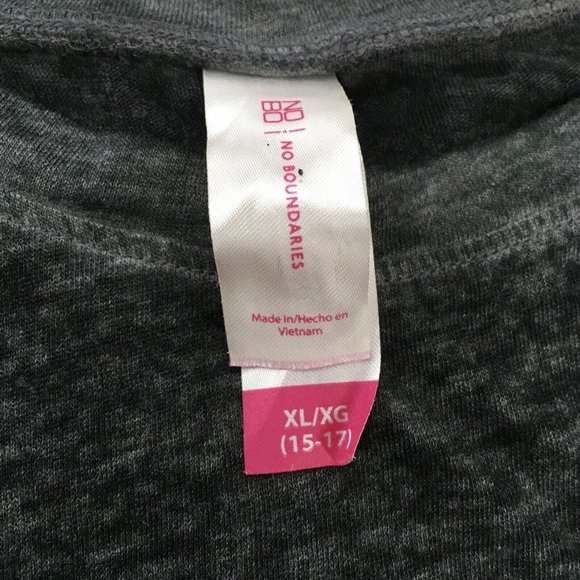 NO
BO
NO BOUNDARIES
Made in/Hecho en
Vietnam
XL/XG
(15-17)